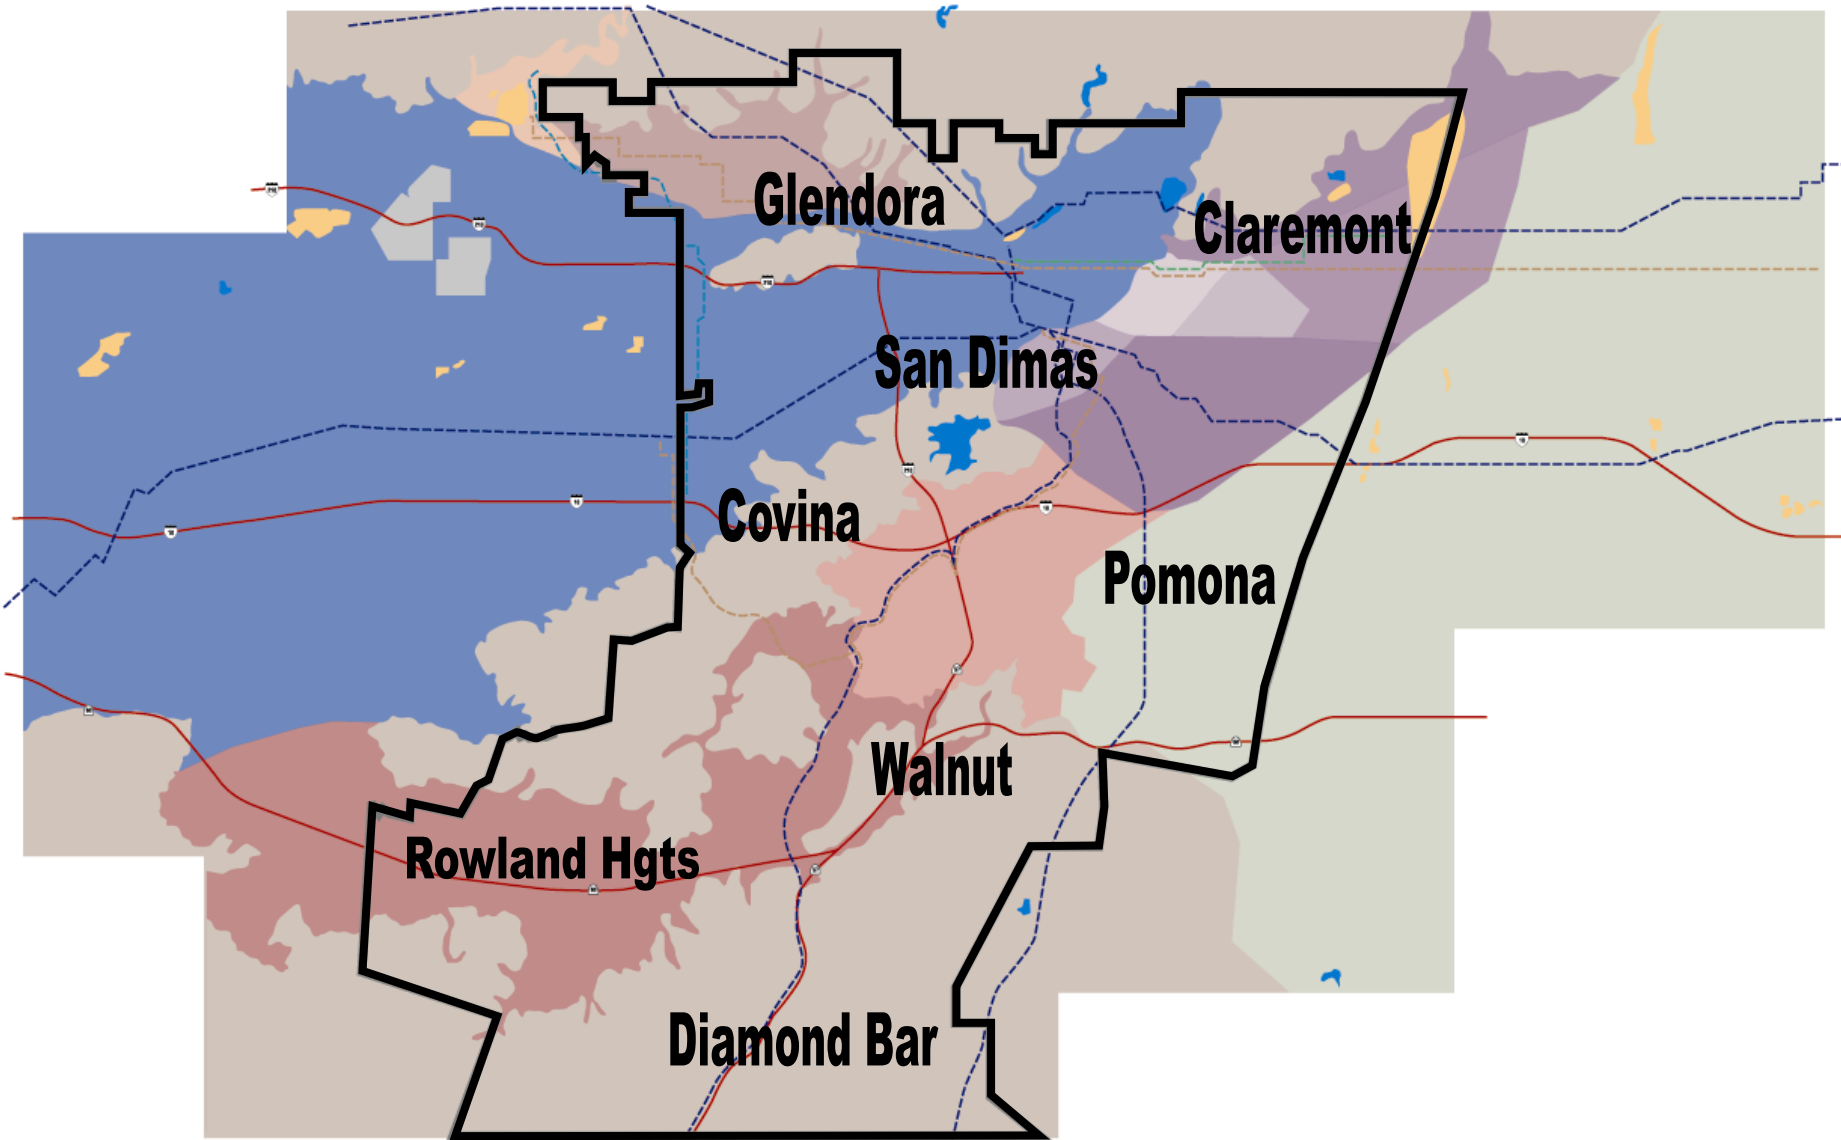 Glendora
Claremont
San Dimas
Covina
Pomona
Walnut
Rowland Hgts
Diamond Bar